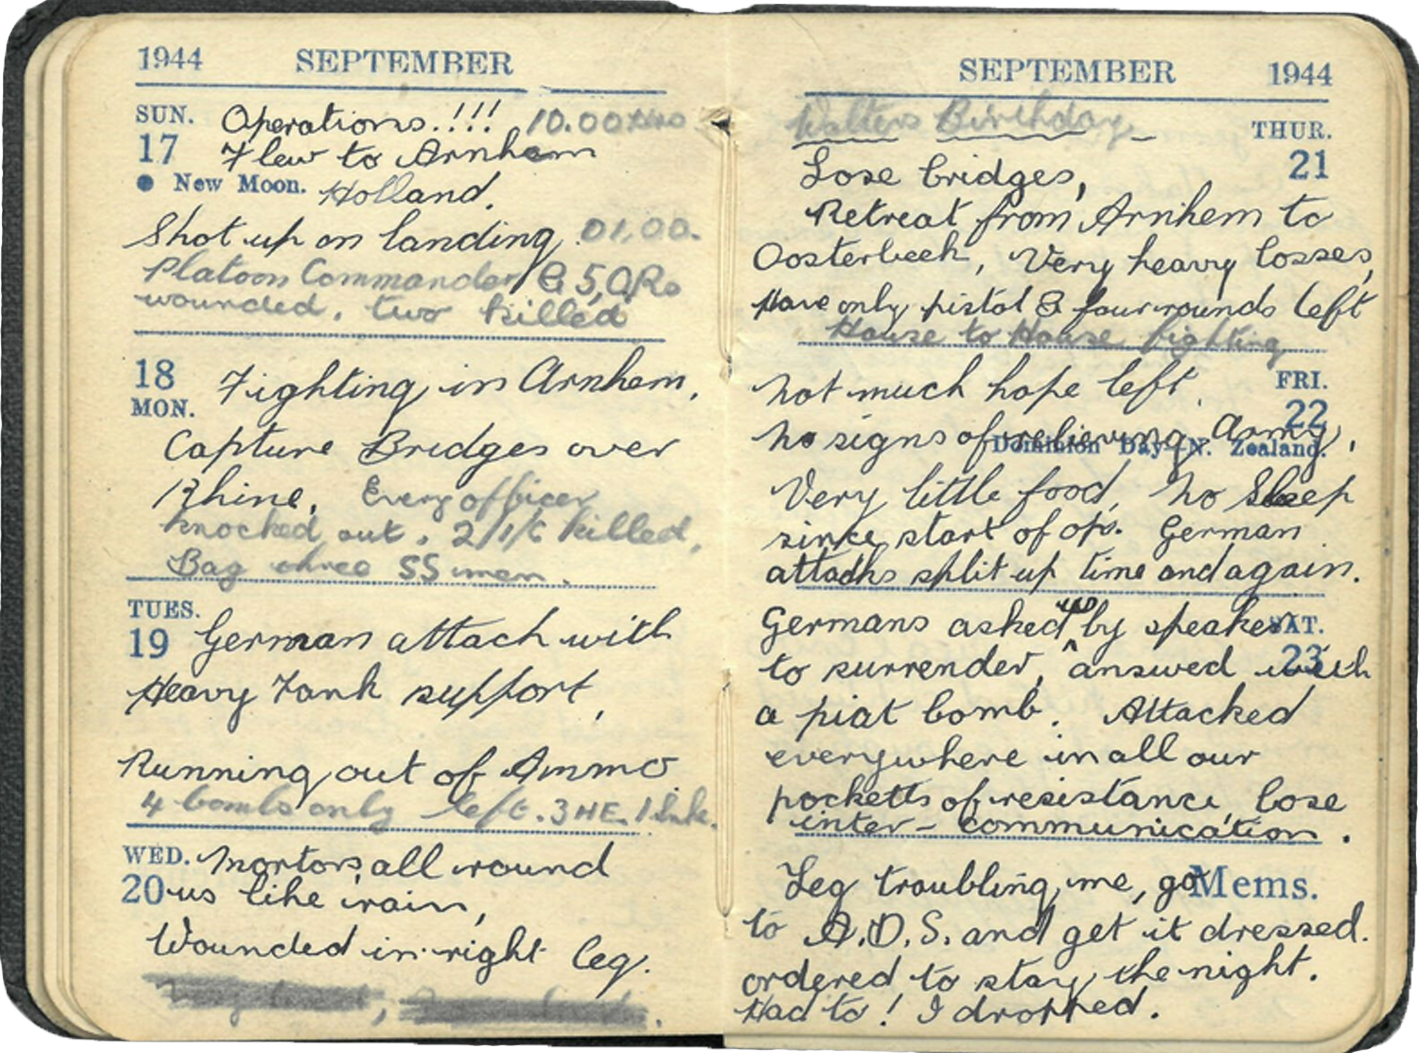 1944 SEPTEMBER
SUN. Operations.!!! 10.00 Hrs
17 Flew to Arnhem
● New Moon. Holland.
Shot up on landing. 01.00.
Platoon Commander &
wounded, two killed
18 Fighting in Arnhem.
MON.
Capture Bridges over
Rhine. Every officer
knocked out. 2 I/C killed.
Bag three SS men.
TUES.
19 German attack with
Heavy Tank support,
Running out of Ammo
4 bombs only left. 3 HE. 1
WED. Mortors all round
20 us like rain,
Wounded in right leg.
SEPTEMBER 1944
Walters Birthday
THUR.
21
Lose bridges,
Retreat from Arnhem to
Oosterbeek, Very heavy losses,
Have only pistol & four rounds left
House to House fighting
Not much hope left. FRI.
22
No signs of relieving Army.
Dominion Day—N. Zealand.
Very little food, No Sleep
since start of ops. German
attacks split up time and again.
Germans asked us by speaker SAT.
to surrender, answed with 23
a piat bomb. Attacked
everywhere in all our
pocketts of resistance, lose
inter-communication.
Leg troubling me, go Mems.
to A.D.S. and get it dressed.
ordered to stay the night.
Had to! I dropped.